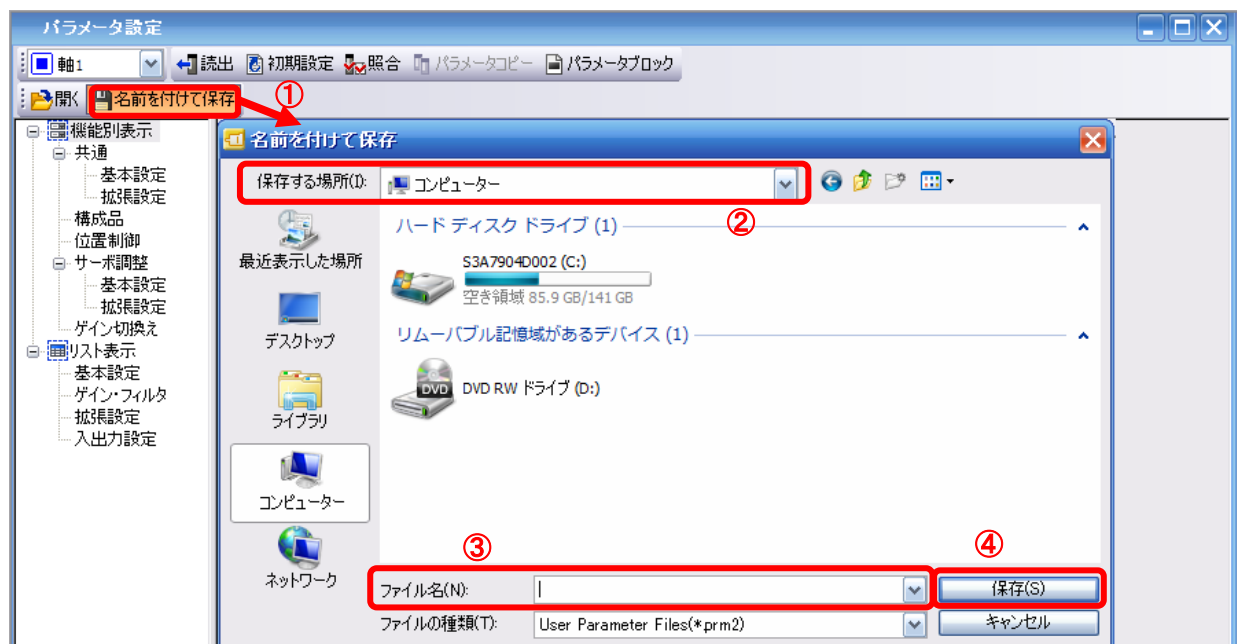 パラメータ設定
軸1 読出 初期設定 照合 パラメータコピー パラメータブロック
開く 名前を付けて保存
①
機能別表示
共通
基本設定
拡張設定
構成品
位置制御
サーボ調整
基本設定
拡張設定
ゲイン切換え
リスト表示
基本設定
ゲイン・フィルタ
拡張設定
入出力設定
名前を付けて保存
保存する場所(I): コンピューター
②
最近表示した場所
デスクトップ
ライブラリ
コンピューター
ネットワーク
ハード ディスク ドライブ (1)
S3A7904D002 (C:)
空き領域 85.9 GB/141 GB
リムーバブル記憶域があるデバイス (1)
DVD
DVD RW ドライブ (D:)
③
④
ファイル名(N):
保存(S)
ファイルの種類(T): User Parameter Files(*.prm2)
キャンセル